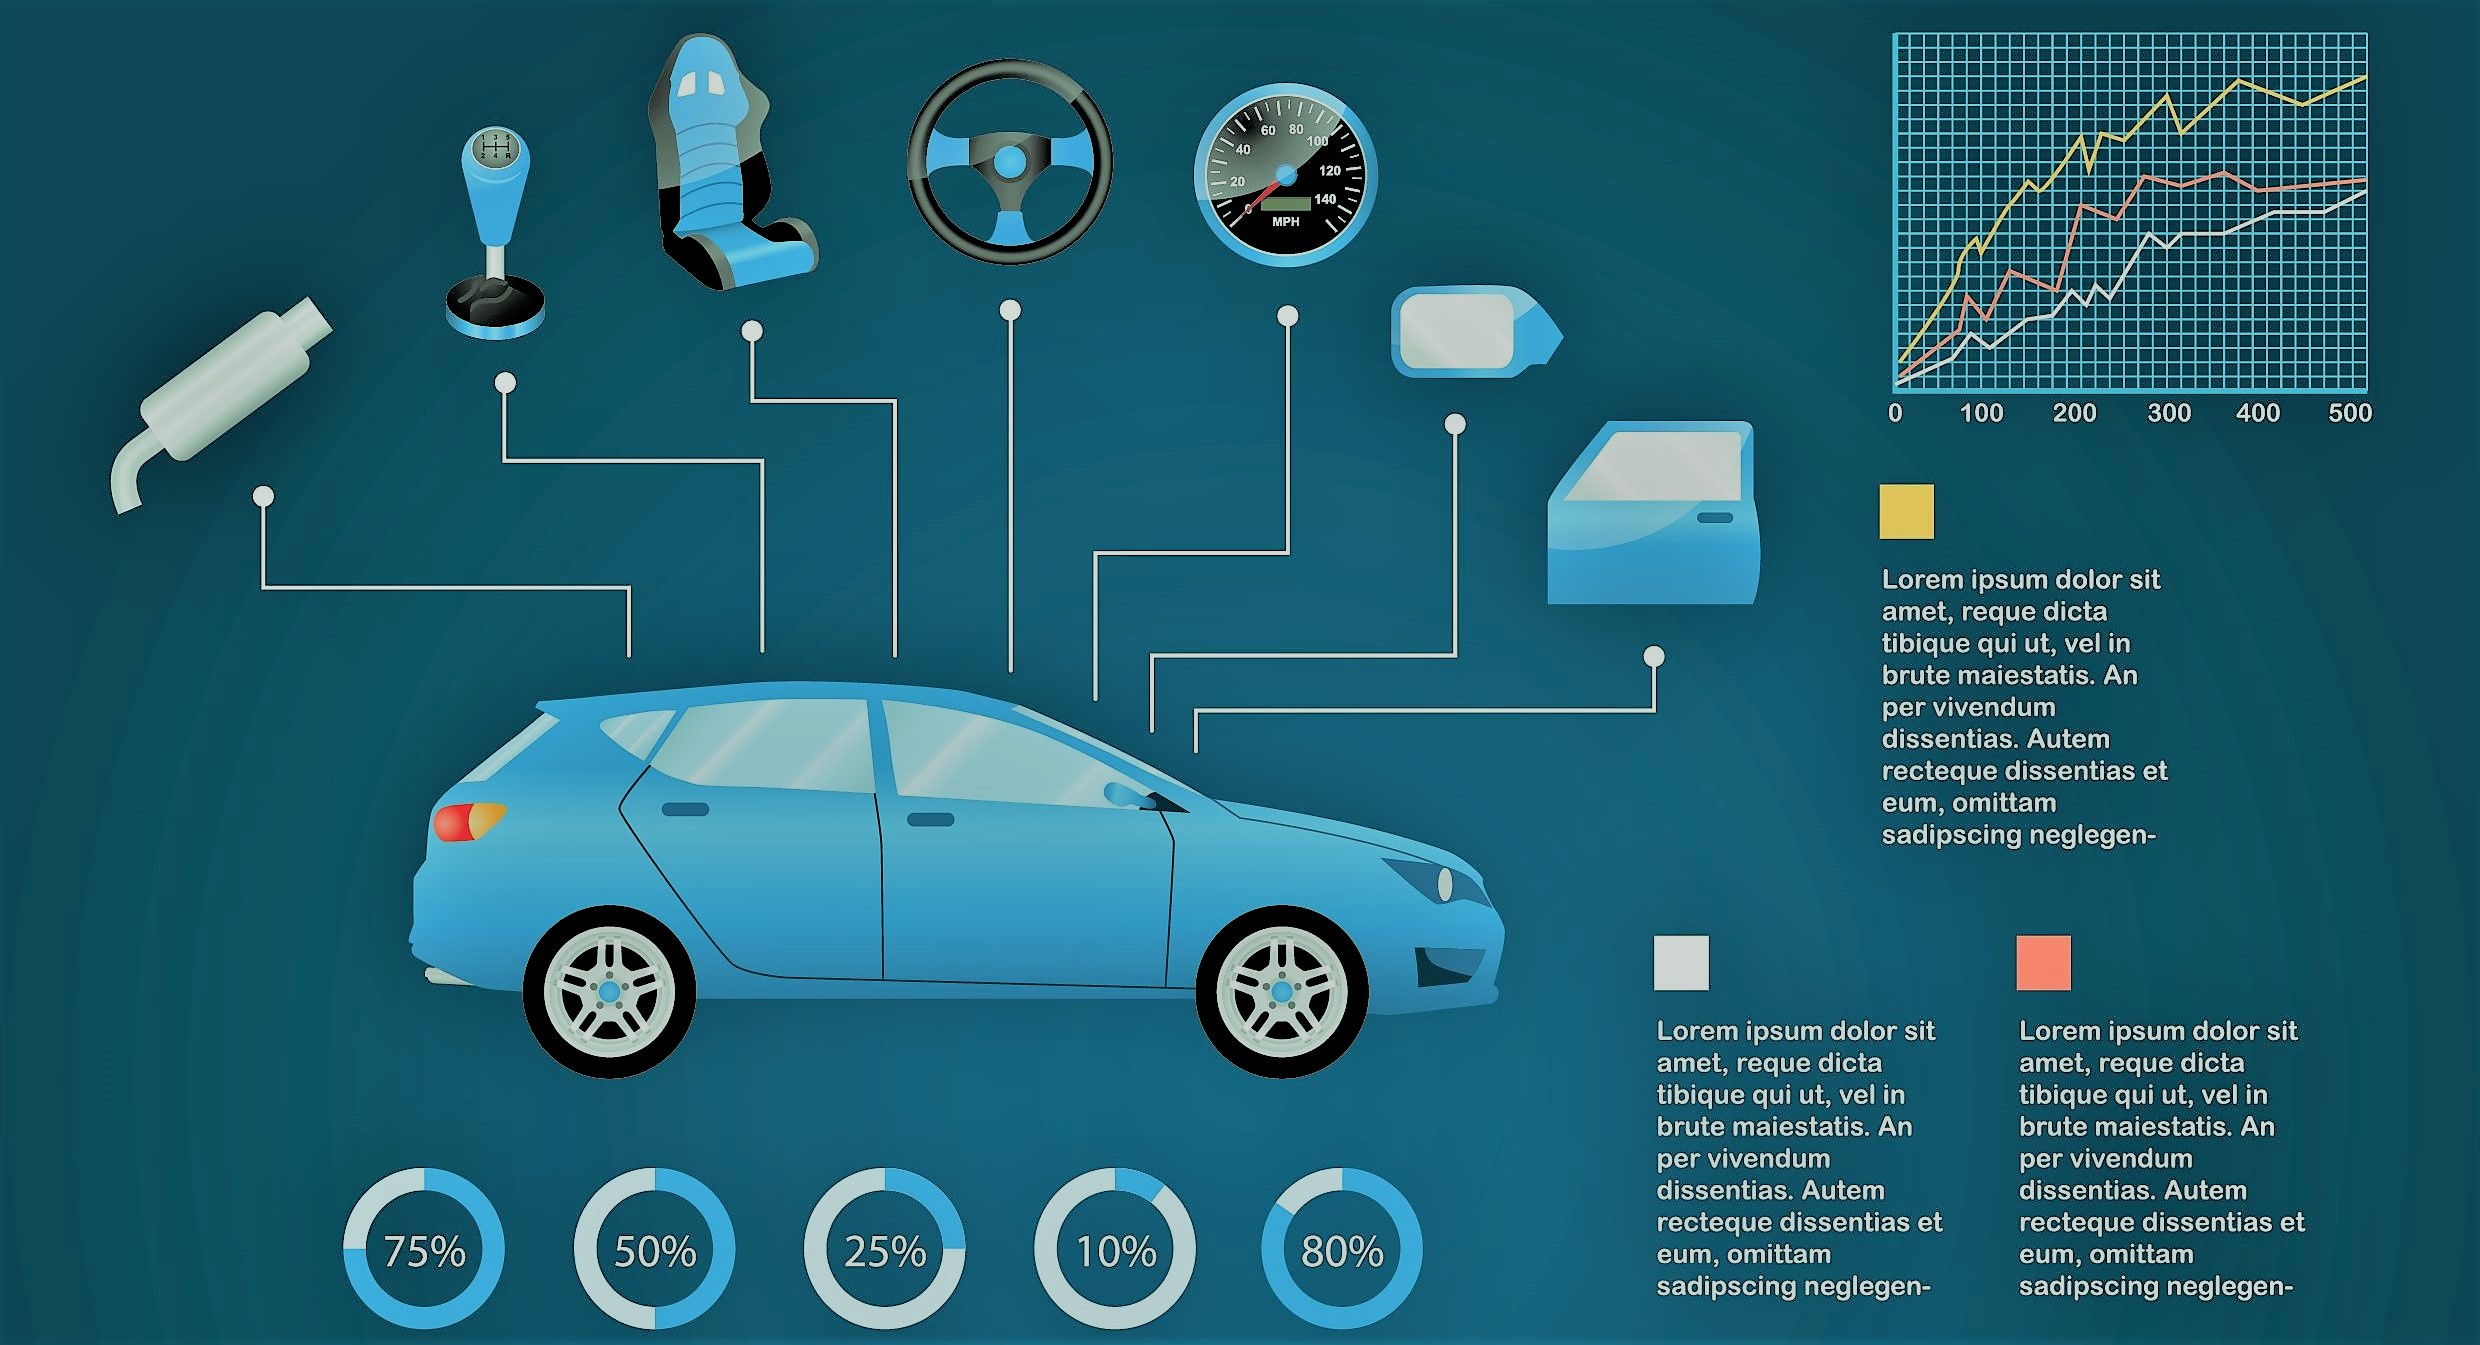 1 3 5
2 4 R
0 20 40 60 80 100 120 140
MPH
0 100 200 300 400 500
Lorem ipsum dolor sit
amet, reque dicta
tibique qui ut, vel in
brute maiestatis. An
per vivendum
dissentias. Autem
recteque dissentias et
eum, omittam
sadipscing neglegen-
Lorem ipsum dolor sit
amet, reque dicta
tibique qui ut, vel in
brute maiestatis. An
per vivendum
dissentias. Autem
recteque dissentias et
eum, omittam
sadipscing neglegen-
Lorem ipsum dolor sit
amet, reque dicta
tibique qui ut, vel in
brute maiestatis. An
per vivendum
dissentias. Autem
recteque dissentias et
eum, omittam
sadipscing neglegen-
75% 50% 25% 10% 80%